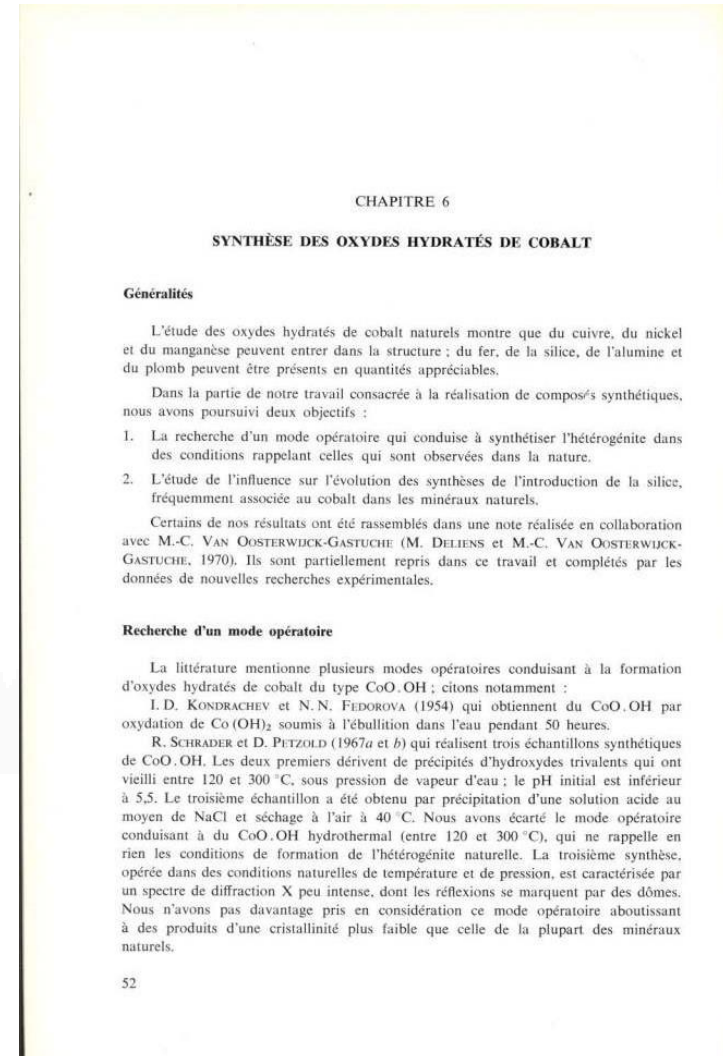 CHAPITRE 6
SYNTHÈSE DES OXYDES HYDRATÉS DE COBALT
Généralités
L'étude des oxydes hydratés de cobalt naturels montre que du cuivre, du nickel
et du manganèse peuvent entrer dans la structure ; du fer, de la silice, de l'alumine et
du plomb peuvent être présents en quantités appréciables.
Dans la partie de notre travail consacrée à la réalisation de composés synthétiques,
nous avons poursuivi deux objectifs :
1. La recherche d'un mode opératoire qui conduise à synthétiser l'hétérogénite dans
des conditions rappelant celles qui sont observées dans la nature.
2. L'étude de l'influence sur l'évolution des synthèses de l'introduction de la silice,
fréquemment associée au cobalt dans les minéraux naturels.
Certains de nos résultats ont été rassemblés dans une note réalisée en collaboration
avec M.-C. VAN OOSTERWIJCK-GASTUCHE (M. DELIENS et M.-C. VAN OOSTERWIJCK-
GASTUCHE, 1970). Ils sont partiellement repris dans ce travail et complétés par les
données de nouvelles recherches expérimentales.
Recherche d'un mode opératoire
La littérature mentionne plusieurs modes opératoires conduisant à la formation
d'oxydes hydratés de cobalt du type CoO.OH ; citons notamment :
I. D. KONDRACHEV et N. N. FEDOROVA (1954) qui obtiennent du CoO.OH par
oxydation de Co (OH)₂ soumis à l'ébullition dans l'eau pendant 50 heures.
R. SCHRADER et D. PETZOLD (1967a et b) qui réalisent trois échantillons synthétiques
de CoO.OH. Les deux premiers dérivent de précipités d'hydroxydes trivalents qui ont
vieilli entre 120 et 300 °C, sous pression de vapeur d'eau ; le pH initial est inférieur
à 5,5. Le troisième échantillon a été obtenu par précipitation d'une solution acide au
moyen de NaCl et séchage à l'air à 40 °C. Nous avons écarté le mode opératoire
conduisant à du CoO.OH hydrothermal (entre 120 et 300 °C), qui ne rappelle en
rien les conditions de formation de l'hétérogénite naturelle. La troisième synthèse,
opérée dans des conditions naturelles de température et de pression, est caractérisée par
un spectre de diffraction X peu intense, dont les réflexions se marquent par des dômes.
Nous n'avons pas davantage pris en considération ce mode opératoire aboutissant
à des produits d'une cristallinité plus faible que celle de la plupart des minéraux
naturels.
52